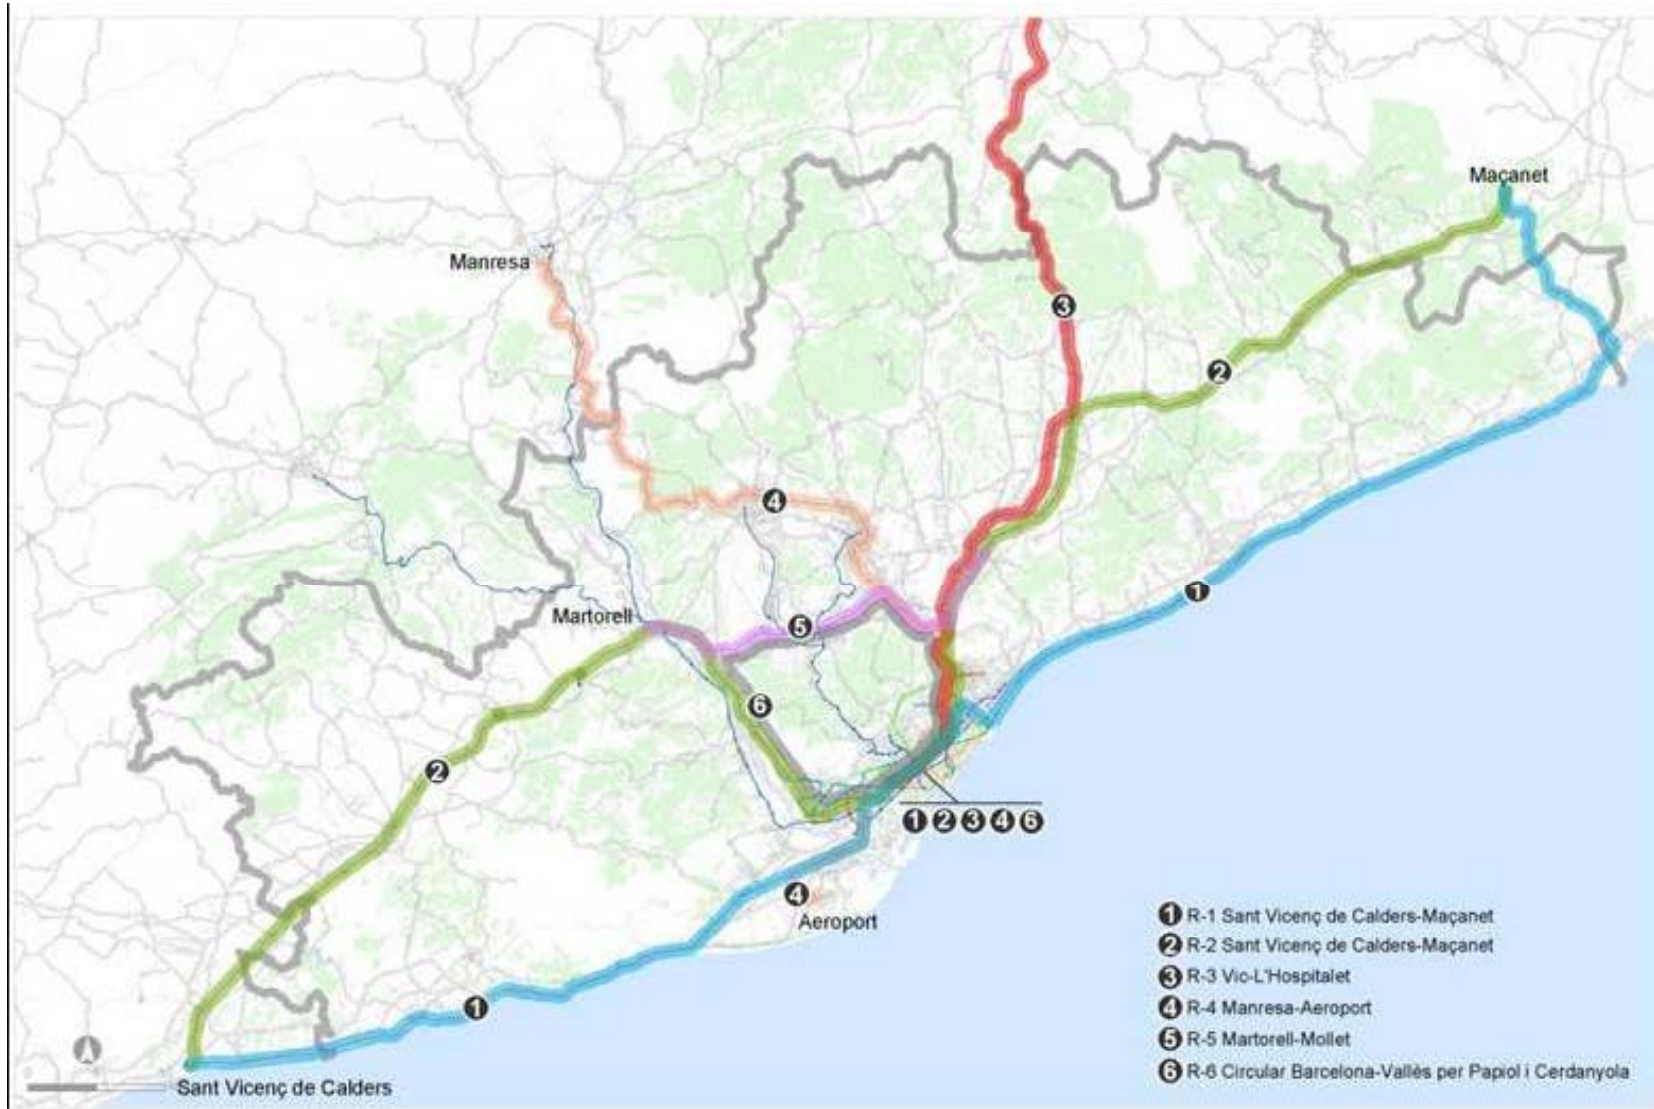 Maçanet
Manresa
3
2
4
1
Martorell
5
6
2
1 2 3 4 6
4
Aeroport
1
Sant Vicenç de Calders
1 R-1 Sant Vicenç de Calders-Maçanet
2 R-2 Sant Vicenç de Calders-Maçanet
3 R-3 Vic-L'Hospitalet
4 R-4 Manresa-Aeroport
5 R-5 Martorell-Mollet
6 R-6 Circular Barcelona-Vallès per Papiol i Cerdanyola